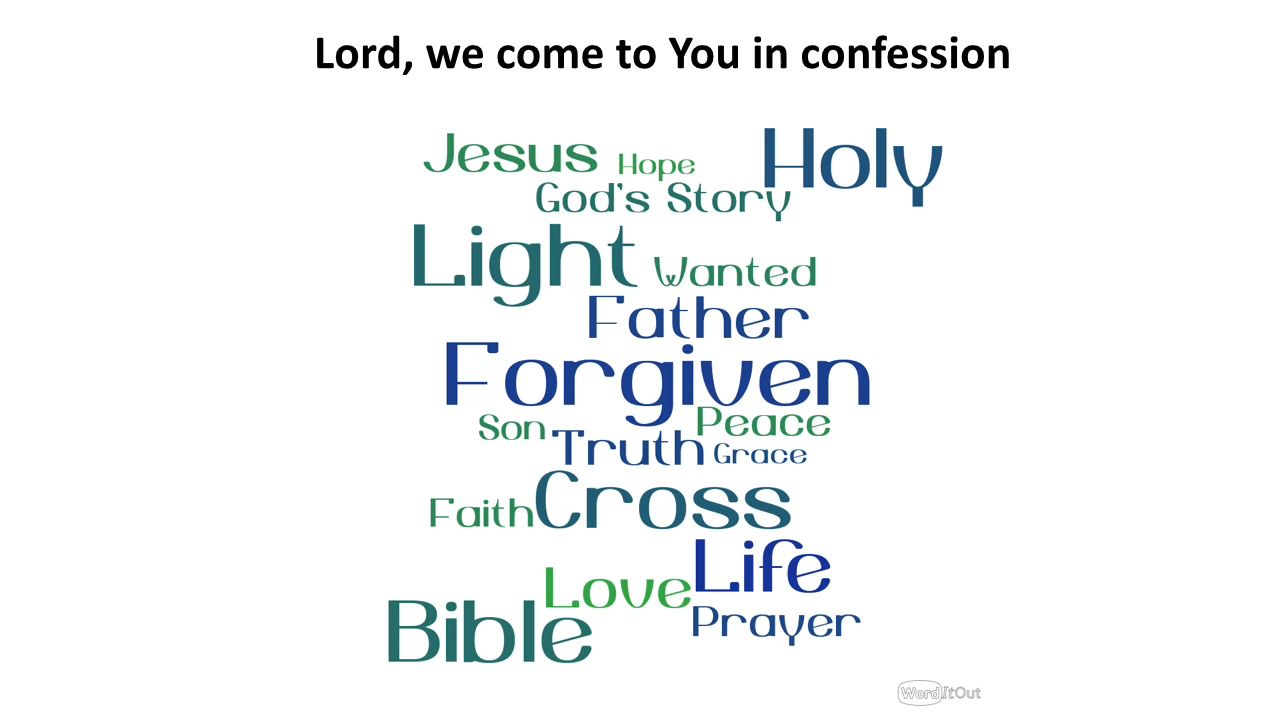 Lord, we come to You in confession
Jesus Hope Holy
God's Story
Light Wanted
Father
Forgiven
Son Peace
Truth Grace
Faith Cross
Life
Love
Bible Prayer
WordItOut